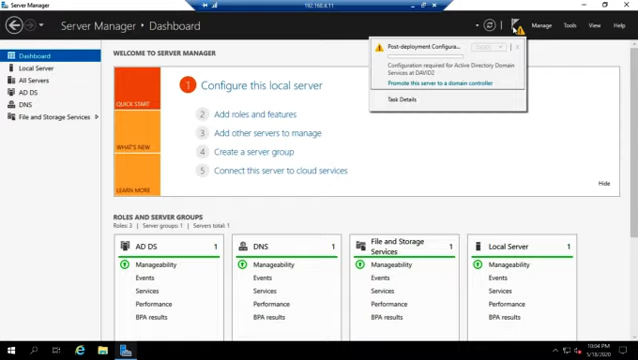 Server Manager
192.168.4.11
Server Manager • Dashboard
Manage
Tools
View
Help
Dashboard
Local Server
All Servers
AD DS
DNS
File and Storage Services
WELCOME TO SERVER MANAGER
QUICK START
WHAT'S NEW
LEARN MORE
1 Configure this local server
2 Add roles and features
3 Add other servers to manage
4 Create a server group
5 Connect this server to cloud services
Hide
Post-deployment Configura...
Configuration required for Active Directory Domain
Services at DAVID2
Promote this server to a domain controller
Task Details
ROLES AND SERVER GROUPS
Roles: 3 | Server groups: 1 | Servers total: 1
AD DS 1
Manageability
Events
Services
Performance
BPA results
DNS 1
Manageability
Events
Services
Performance
BPA results
File and Storage
Services 1
Manageability
Events
Services
Performance
BPA results
Local Server 1
Manageability
Events
Services
Performance
BPA results
10:04 PM
5/18/2020